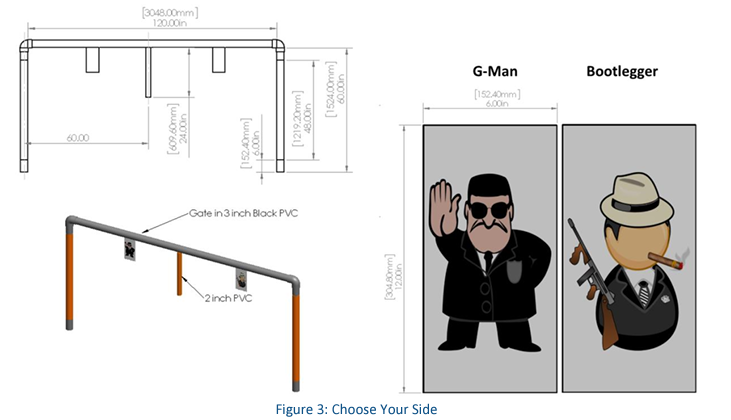 [3048.00mm]
120.00in
60.00
[609.60mm]
24.00in
[152.40mm]
6.00in
[1219.20mm]
48.00in
[1524.00mm]
60.00in
Gate in 3 inch Black PVC
2 inch PVC
G-Man
Bootlegger
[152.40mm]
6.00in
[304.80mm]
12.00in
Figure 3: Choose Your Side